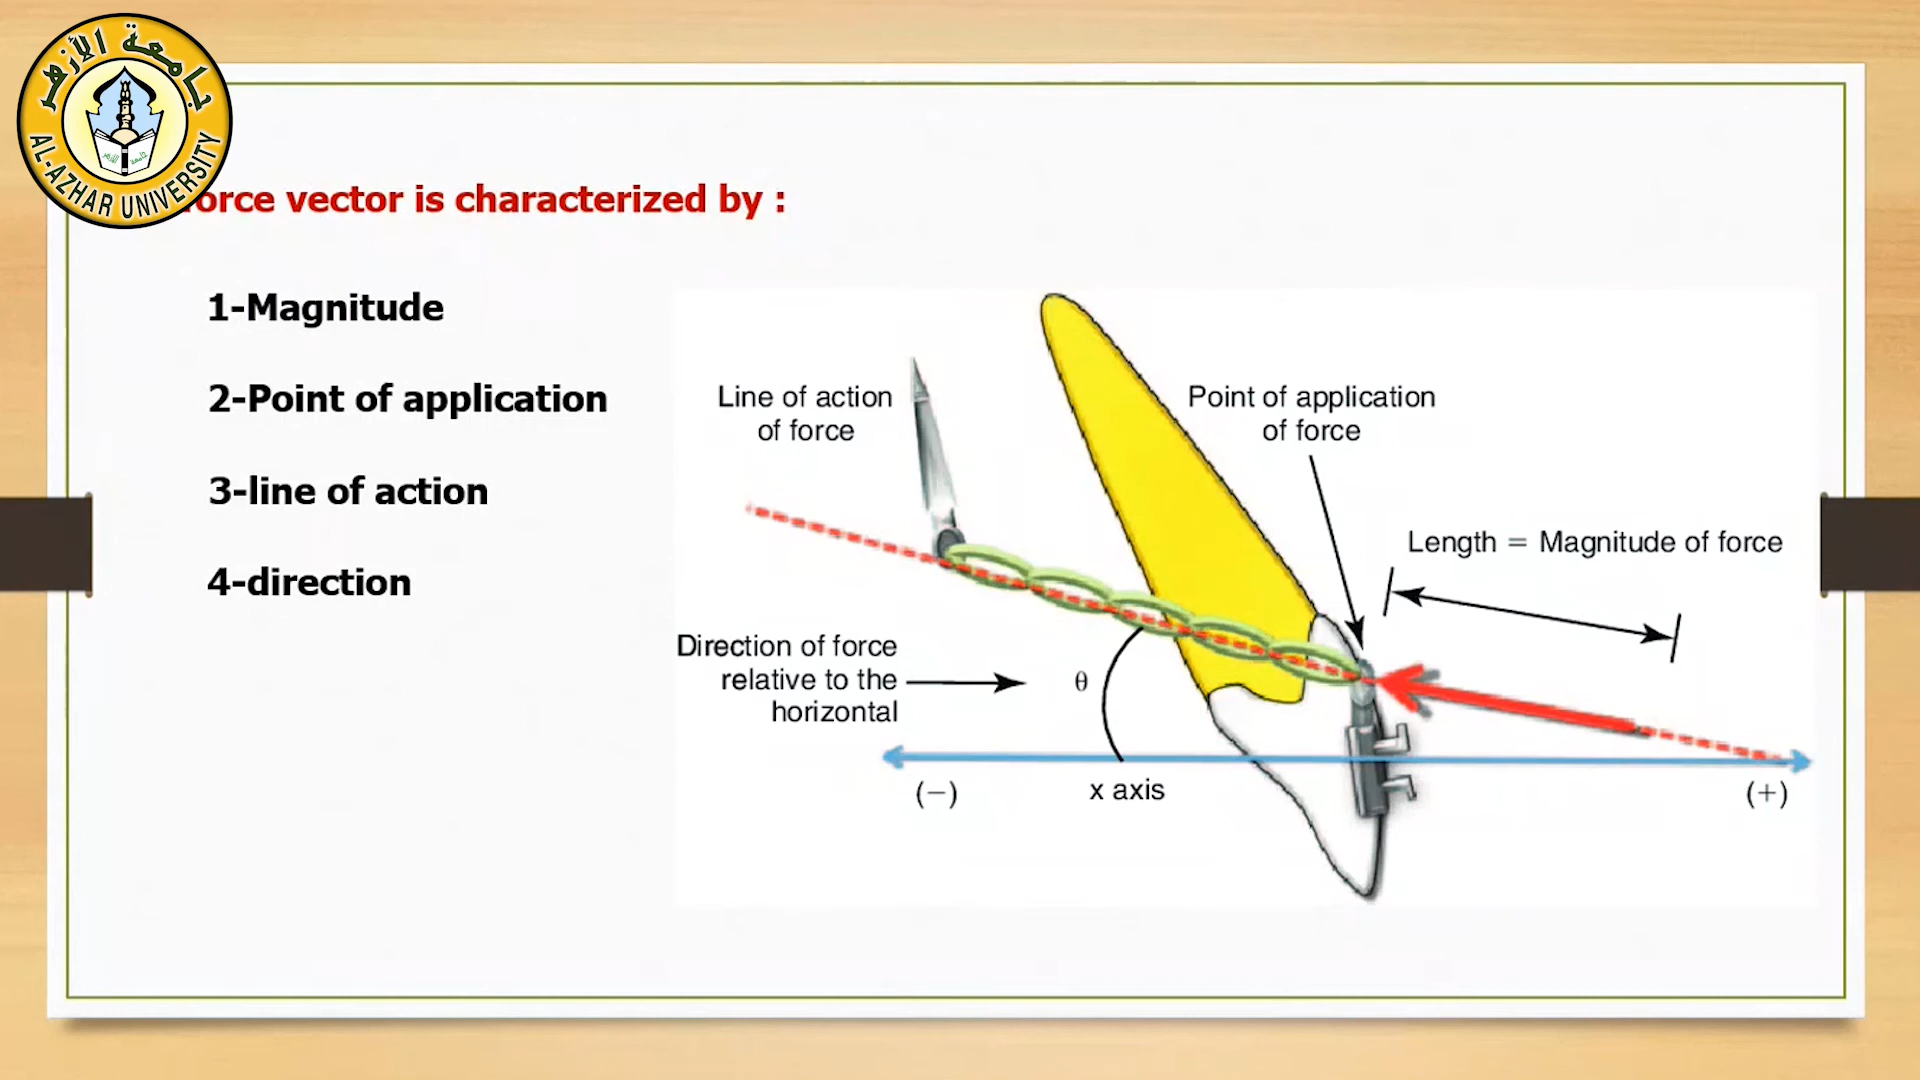 جامعة الأزهر
AL-AZHAR UNIVERSITY
orce vector is characterized by :
1-Magnitude
2-Point of application
3-line of action
4-direction
Line of action
of force
Point of application
of force
Length = Magnitude of force
Direction of force
relative to the
horizontal
θ
(−)
x axis
(+)